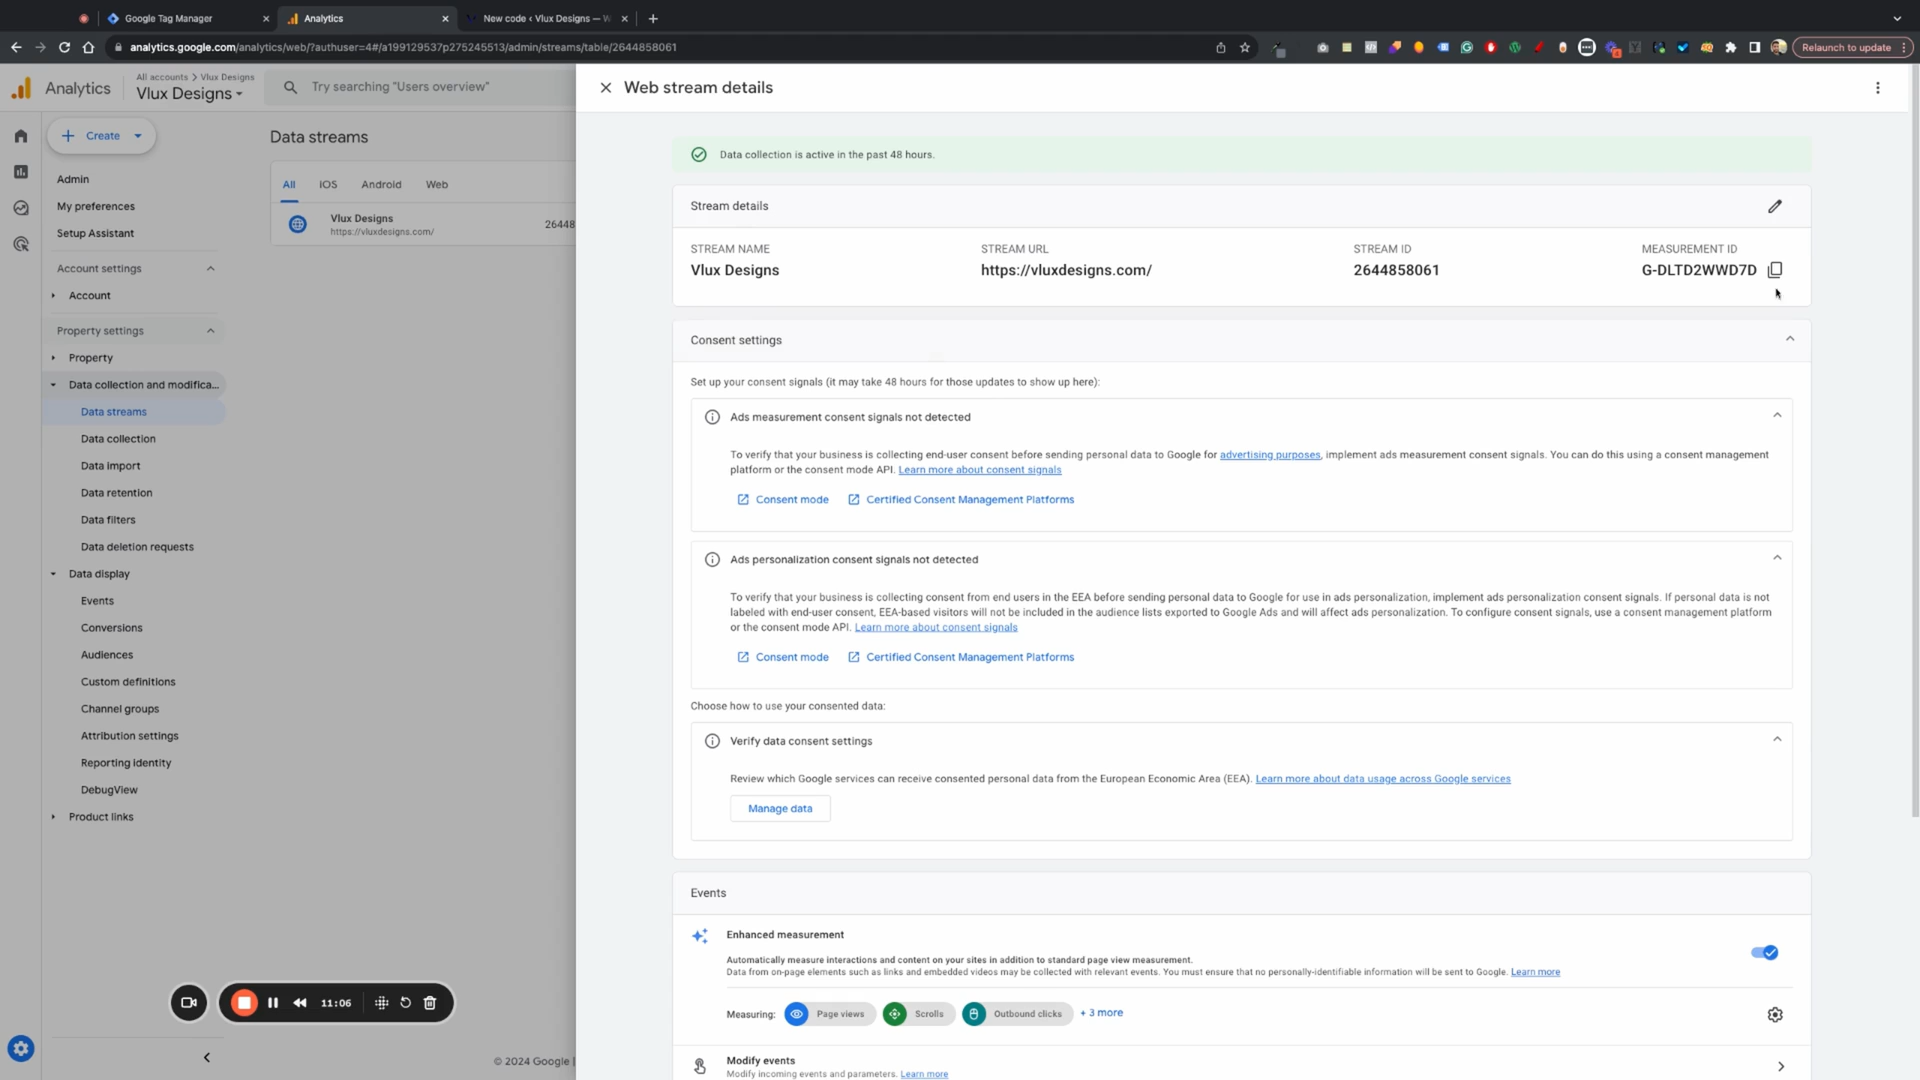 Google Tag Manager
Analytics
New code ‹ Vlux Designs — W
analytics.google.com/analytics/web/?authuser=4#/a199129537p275245513/admin/streams/table/2644858061
Relaunch to update
Analytics
All accounts > Vlux Designs
Vlux Designs
Try searching "Users overview"
Web stream details
Create
Admin
My preferences
Setup Assistant
Account settings
Account
Property settings
Property
Data collection and modifica...
Data streams
Data collection
Data import
Data retention
Data filters
Data deletion requests
Data display
Events
Conversions
Audiences
Custom definitions
Channel groups
Attribution settings
Reporting identity
DebugView
Product links
Data streams
All iOS Android Web
Vlux Designs
https://vluxdesigns.com/
26448
© 2024 Google |
11:06
Data collection is active in the past 48 hours.
Stream details
STREAM NAME STREAM URL STREAM ID MEASUREMENT ID
Vlux Designs https://vluxdesigns.com/ 2644858061 G-DLTD2WWD7D
Consent settings
Set up your consent signals (it may take 48 hours for those updates to show up here):
Ads measurement consent signals not detected
To verify that your business is collecting end-user consent before sending personal data to Google for advertising purposes, implement ads measurement consent signals. You can do this using a consent management
platform or the consent mode API. Learn more about consent signals
Consent mode Certified Consent Management Platforms
Ads personalization consent signals not detected
To verify that your business is collecting consent from end users in the EEA before sending personal data to Google for use in ads personalization, implement ads personalization consent signals. If personal data is not
labeled with end-user consent, EEA-based visitors will not be included in the audience lists exported to Google Ads and will affect ads personalization. To configure consent signals, use a consent management platform
or the consent mode API. Learn more about consent signals
Consent mode Certified Consent Management Platforms
Choose how to use your consented data:
Verify data consent settings
Review which Google services can receive consented personal data from the European Economic Area (EEA). Learn more about data usage across Google services
Manage data
Events
Enhanced measurement
Automatically measure interactions and content on your sites in addition to standard page view measurement.
Data from on-page elements such as links and embedded videos may be collected with relevant events. You must ensure that no personally-identifiable information will be sent to Google. Learn more
Measuring: Page views Scrolls Outbound clicks + 3 more
Modify events
Modify incoming events and parameters. Learn more